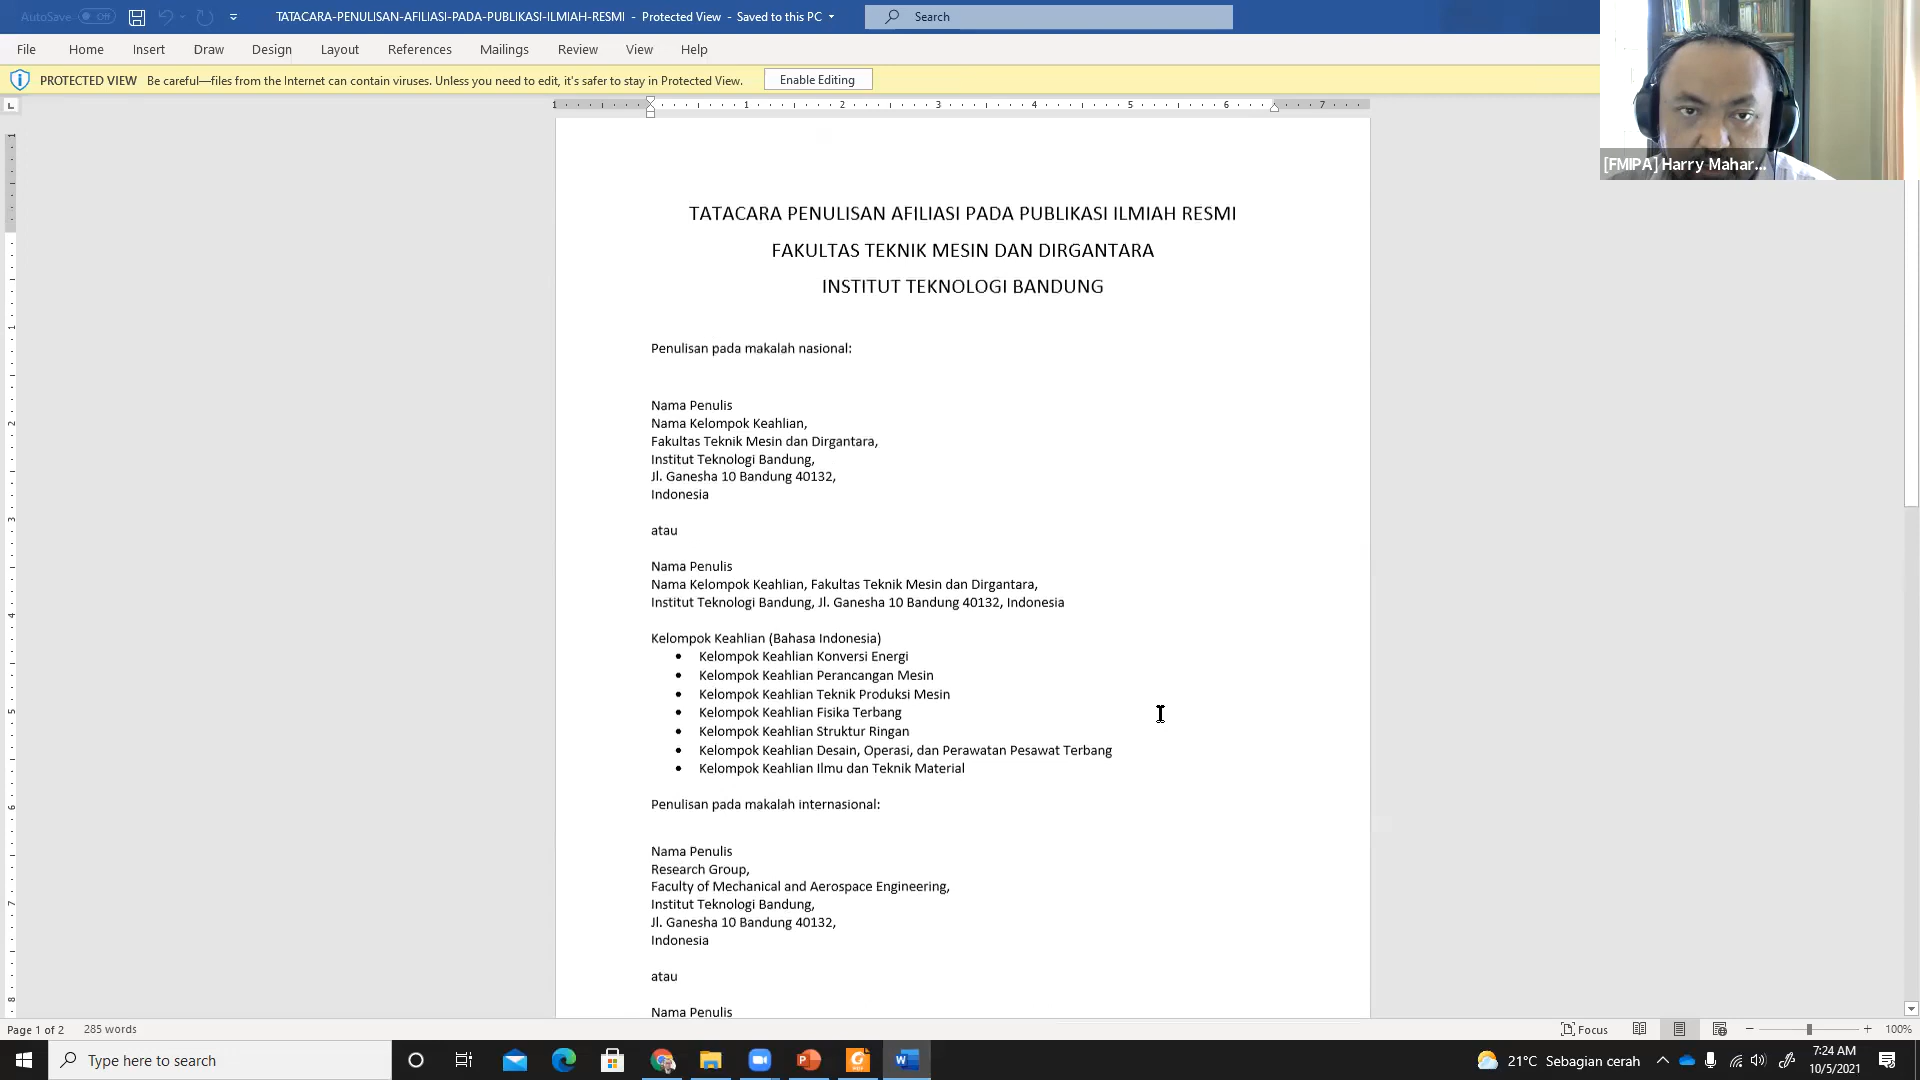 AutoSave Off
TATACARA-PENULISAN-AFILIASI-PADA-PUBLIKASI-ILMIAH-RESMI - Protected View - Saved to this PC
Search
File Home Insert Draw Design Layout References Mailings Review View Help
PROTECTED VIEW Be careful—files from the Internet can contain viruses. Unless you need to edit, it's safer to stay in Protected View. Enable Editing
[FMIPA] Harry Mahar...
1 1 2 3 4 5 6 7
TATACARA PENULISAN AFILIASI PADA PUBLIKASI ILMIAH RESMI
FAKULTAS TEKNIK MESIN DAN DIRGANTARA
INSTITUT TEKNOLOGI BANDUNG
Penulisan pada makalah nasional:
Nama Penulis
Nama Kelompok Keahlian,
Fakultas Teknik Mesin dan Dirgantara,
Institut Teknologi Bandung,
Jl. Ganesha 10 Bandung 40132,
Indonesia
atau
Nama Penulis
Nama Kelompok Keahlian, Fakultas Teknik Mesin dan Dirgantara,
Institut Teknologi Bandung, Jl. Ganesha 10 Bandung 40132, Indonesia
Kelompok Keahlian (Bahasa Indonesia)
• Kelompok Keahlian Konversi Energi
• Kelompok Keahlian Perancangan Mesin
• Kelompok Keahlian Teknik Produksi Mesin
• Kelompok Keahlian Fisika Terbang
• Kelompok Keahlian Struktur Ringan
• Kelompok Keahlian Desain, Operasi, dan Perawatan Pesawat Terbang
• Kelompok Keahlian Ilmu dan Teknik Material
Penulisan pada makalah internasional:
Nama Penulis
Research Group,
Faculty of Mechanical and Aerospace Engineering,
Institut Teknologi Bandung,
Jl. Ganesha 10 Bandung 40132,
Indonesia
atau
Nama Penulis
Page 1 of 2 285 words
Focus
100%
Type here to search
21°C Sebagian cerah
7:24 AM
10/5/2021